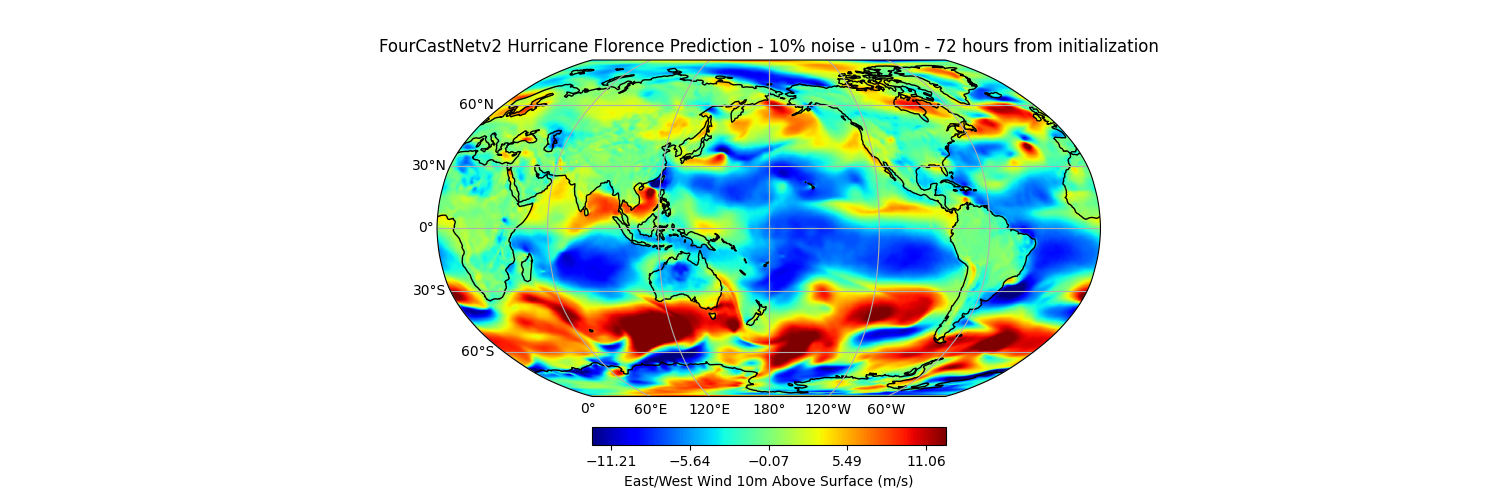 FourCastNetv2 Hurricane Florence Prediction - 10% noise - u10m - 72 hours from initialization
60°N
30°N
0°
30°S
60°S
0° 60°E 120°E 180° 120°W 60°W
−11.21 −5.64 −0.07 5.49 11.06
East/West Wind 10m Above Surface (m/s)